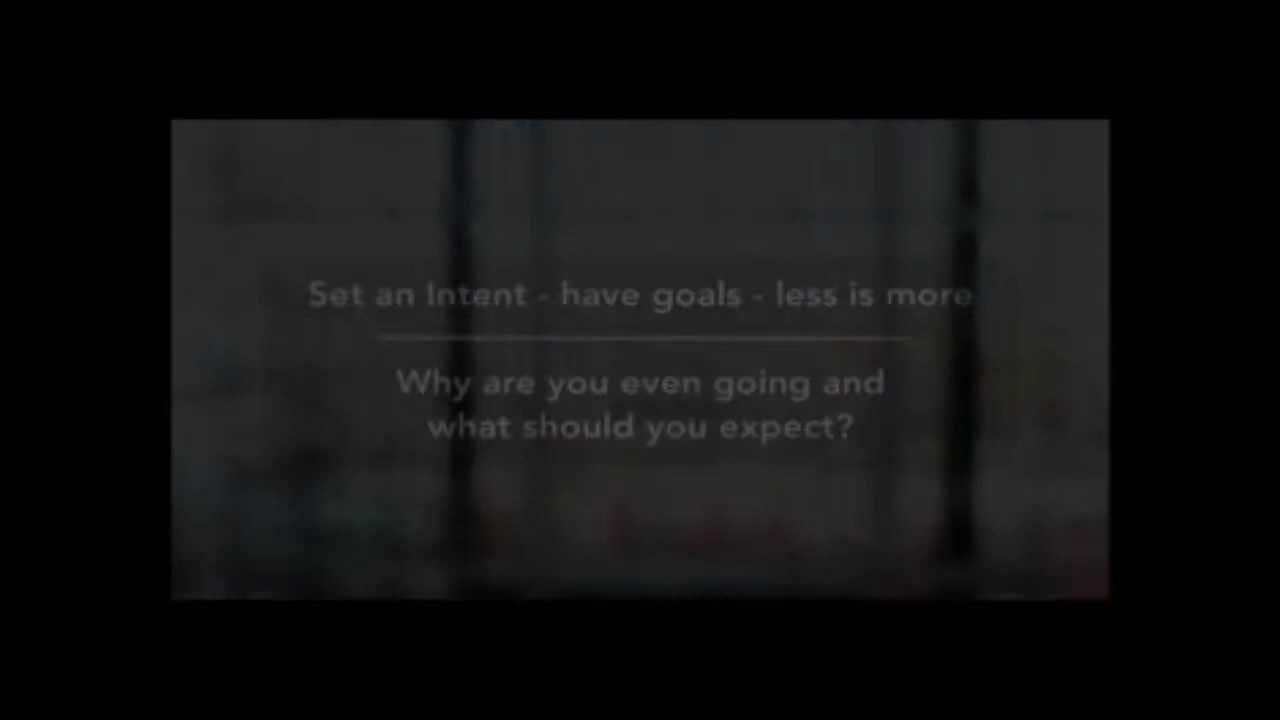 Set an Intent - have goals - less is more
Why are you even going and
what should you expect?